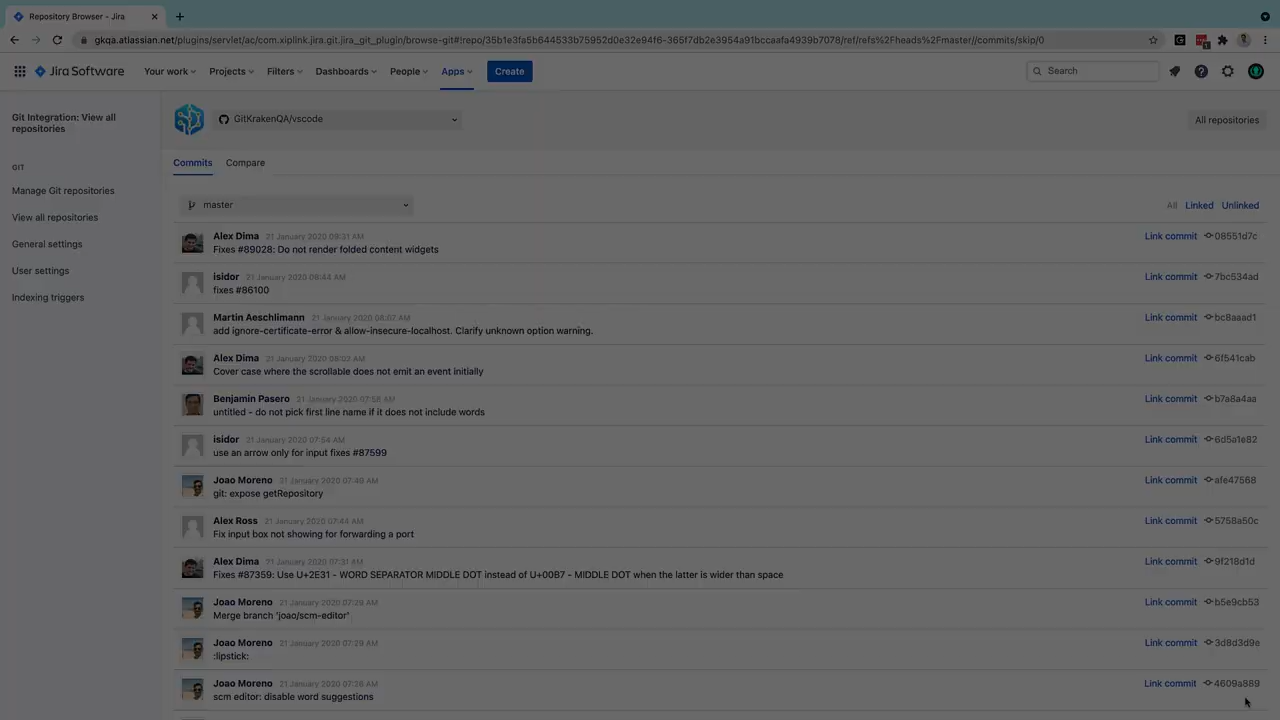 Repository Browser - Jira
gkqa.atlassian.net/plugins/servlet/ac/com.xiplink.jira.git.jira_git_plugin/browse-git#!repo/35b1e3fa5b644533b75952d0e32e94f6-365f7db2e3954a91bccaafa4939b7078/ref/refs%2Fheads%2Fmaster//commits/skip/0
Jira Software Your work Projects Filters Dashboards People Apps Create Search
Git Integration: View all
repositories
GIT
Manage Git repositories
View all repositories
General settings
User settings
Indexing triggers
GitKrakenQA/vscode All repositories
Commits Compare
master All Linked Unlinked
Alex Dima 21 January 2020 09:31 AM Link commit 08551d7c
Fixes #89028: Do not render folded content widgets
isidor 21 January 2020 08:44 AM Link commit 7bc534ad
fixes #86100
Martin Aeschlimann 21 January 2020 08:07 AM Link commit bc8aaad1
add ignore-certificate-error & allow-insecure-localhost. Clarify unknown option warning.
Alex Dima 21 January 2020 08:03 AM Link commit 6f541cab
Cover case where the scrollable does not emit an event initially
Benjamin Pasero 21 January 2020 07:58 AM Link commit b7a8a4aa
untitled - do not pick first line name if it does not include words
isidor 21 January 2020 07:54 AM Link commit 6d5a1e82
use an arrow only for input fixes #87599
Joao Moreno 21 January 2020 07:49 AM Link commit afe47568
git: expose getRepository
Alex Ross 21 January 2020 07:44 AM Link commit 5758a50c
Fix input box not showing for forwarding a port
Alex Dima 21 January 2020 07:31 AM Link commit 9f218d1d
Fixes #87359: Use U+2E31 - WORD SEPARATOR MIDDLE DOT instead of U+00B7 - MIDDLE DOT when the latter is wider than space
Joao Moreno 21 January 2020 07:29 AM Link commit b5e9cb53
Merge branch 'joao/scm-editor'
Joao Moreno 21 January 2020 07:29 AM Link commit 3d8d3d9e
:lipstick:
Joao Moreno 21 January 2020 07:28 AM Link commit 4609a889
scm editor: disable word suggestions